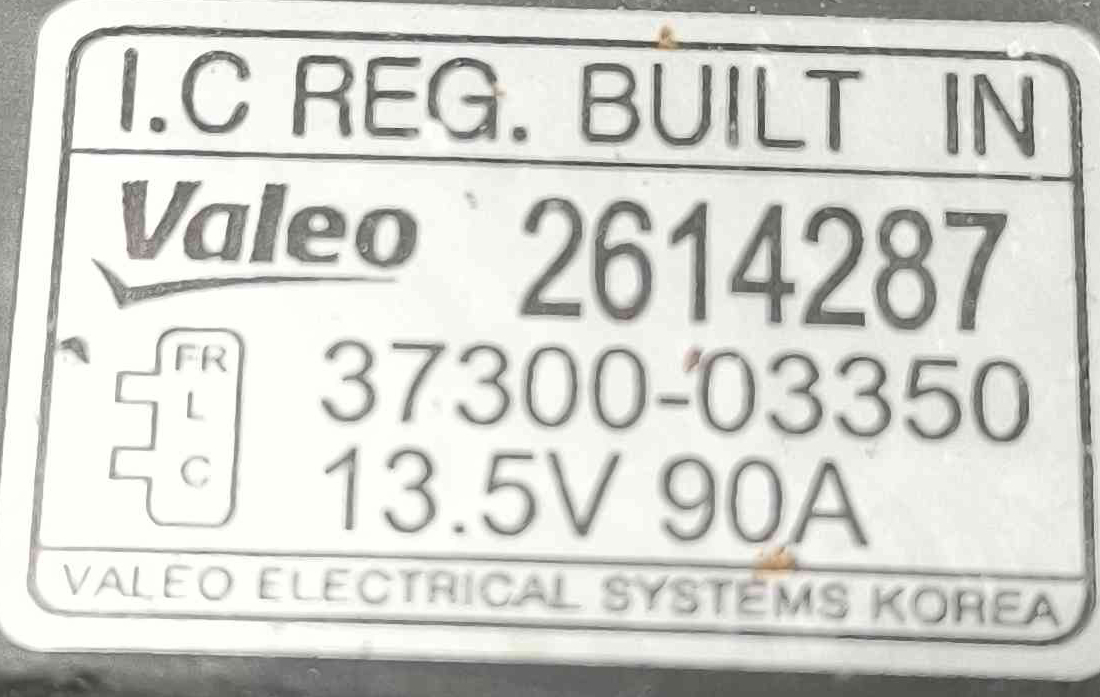 I.C REG. BUILT IN
Valeo 2614287
FR
L
C
37300-03350
13.5V 90A
VALEO ELECTRICAL SYSTEMS KOREA